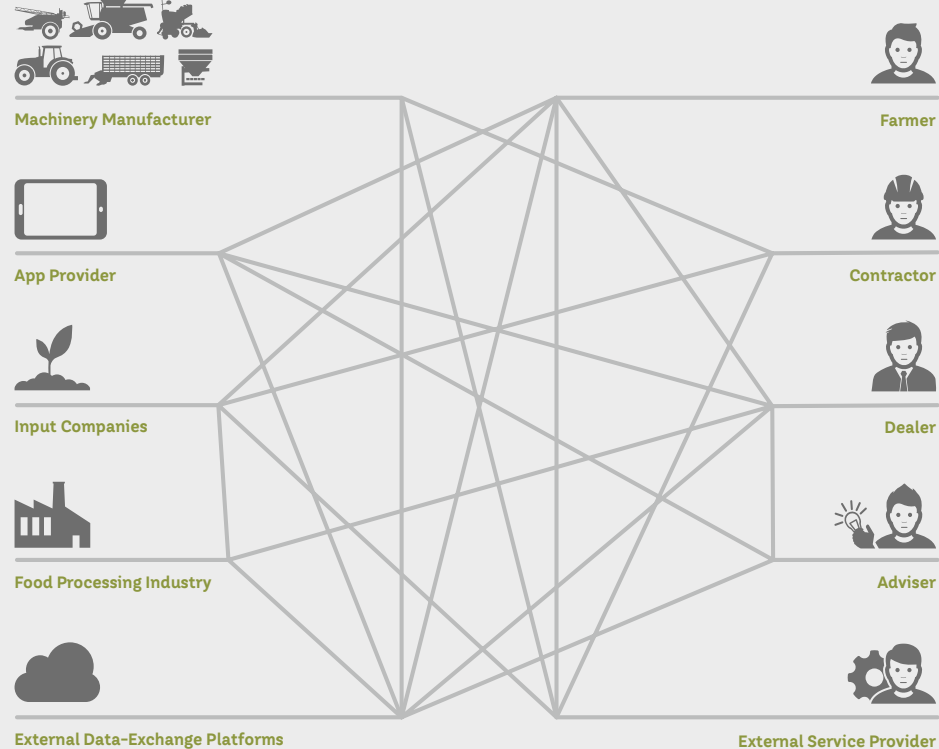 Machinery Manufacturer
Farmer
App Provider
Contractor
Input Companies
Dealer
Food Processing Industry
Adviser
External Data-Exchange Platforms
External Service Provider